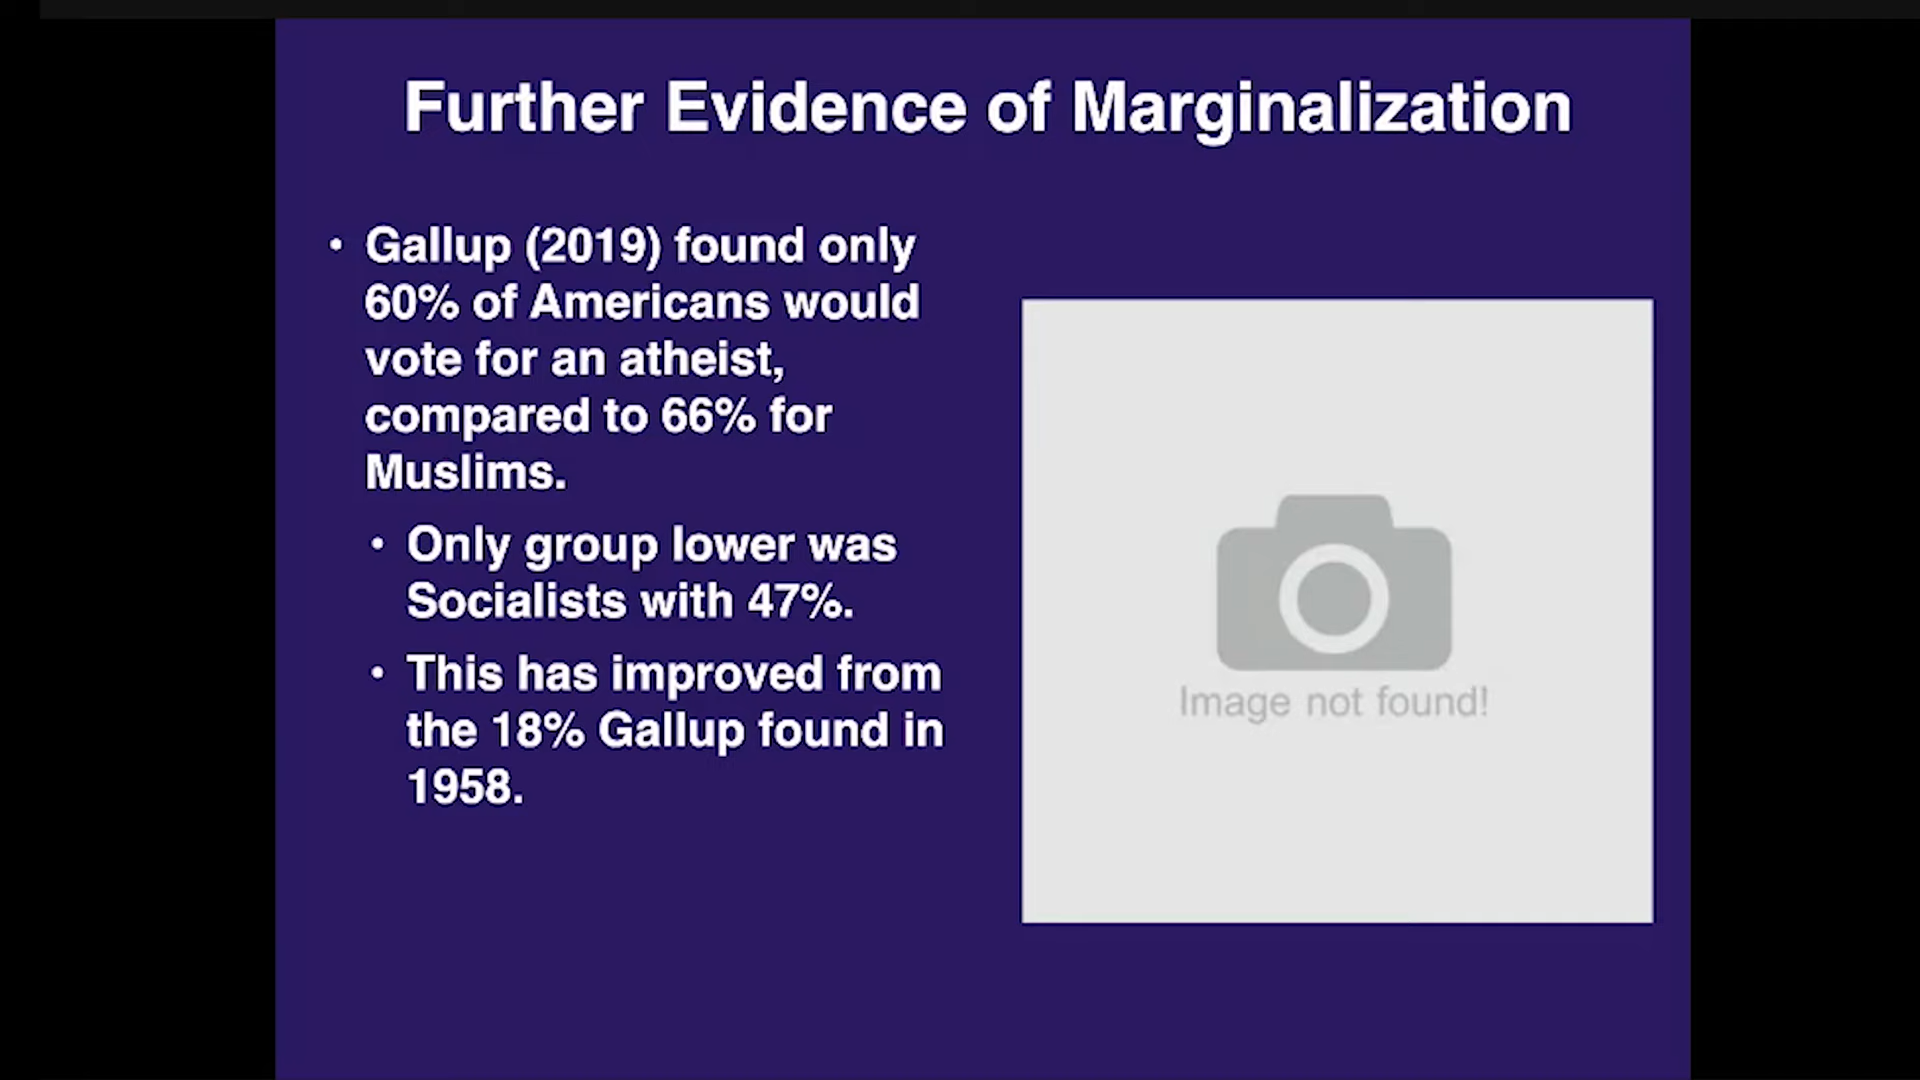 Further Evidence of Marginalization
• Gallup (2019) found only
60% of Americans would
vote for an atheist,
compared to 66% for
Muslims.
• Only group lower was
Socialists with 47%.
• This has improved from
the 18% Gallup found in
1958.
Image not found!